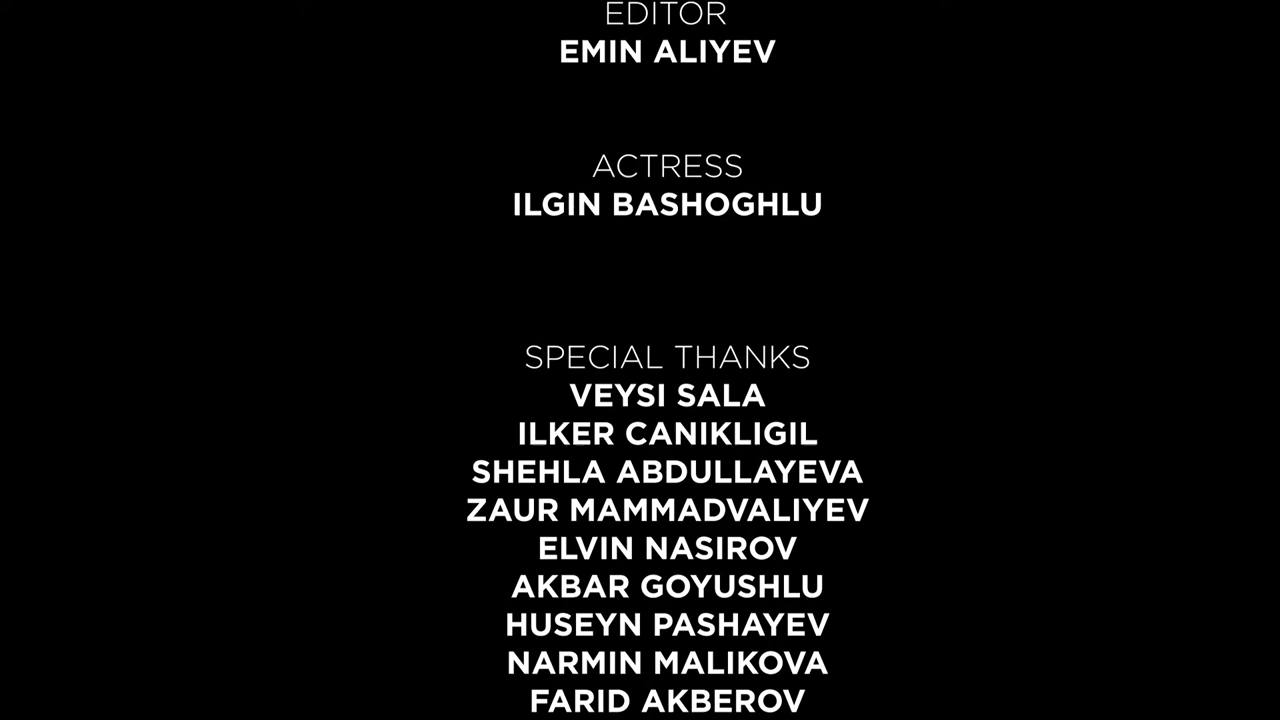 EDITOR
EMIN ALIYEV
ACTRESS
ILGIN BASHOGHLU
SPECIAL THANKS
VEYSI SALA
ILKER CANIKLIGIL
SHEHLA ABDULLAYEVA
ZAUR MAMMADVALIYEV
ELVIN NASIROV
AKBAR GOYUSHLU
HUSEYN PASHAYEV
NARMIN MALIKOVA
FARID AKBEROV